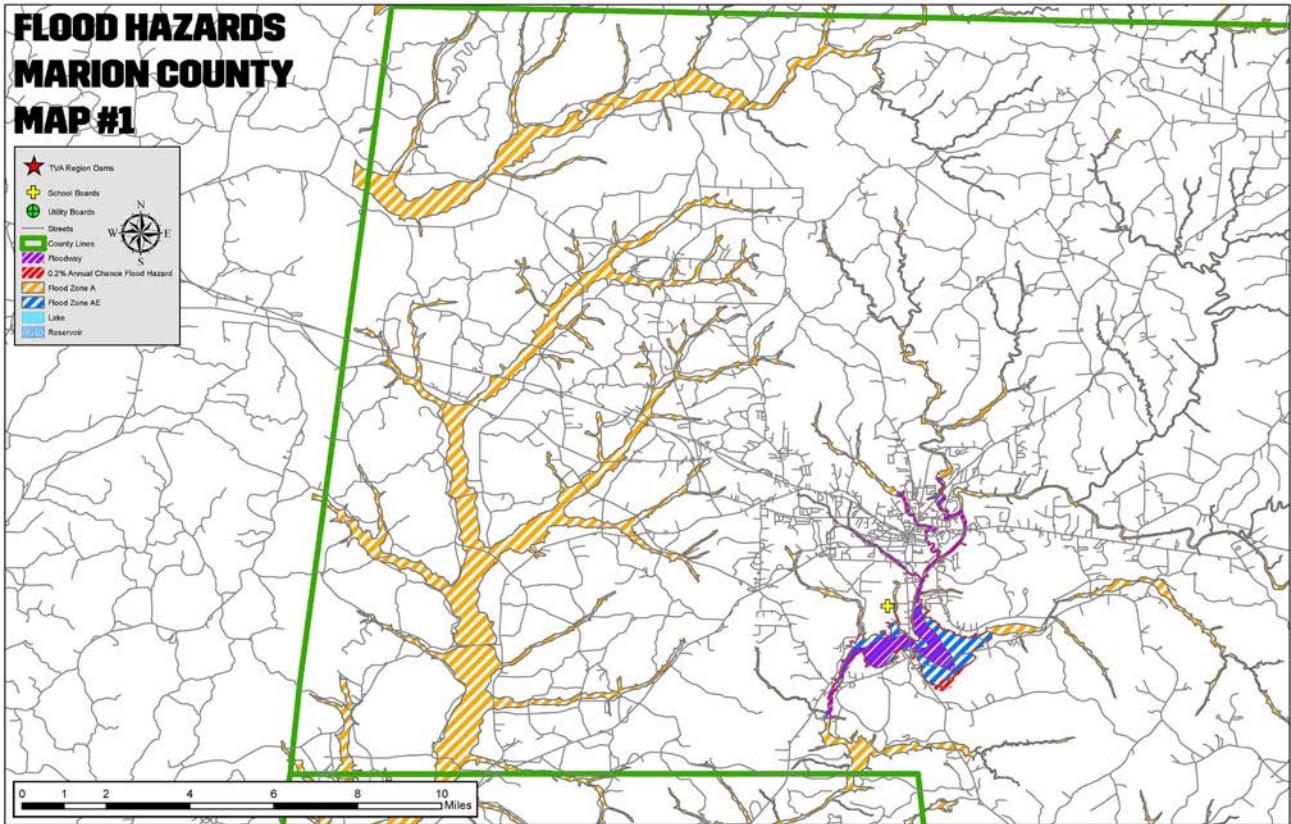 FLOOD HAZARDS
MARION COUNTY
MAP #1
TVA Region Dams
School Boards
Utility Boards
Streets
County Lines
Floodway
0.2% Annual Chance Flood Hazard
Flood Zone A
Flood Zone AE
Lake
Reservoir
N
W E
S
0 1 2 4 6 8 10
Miles